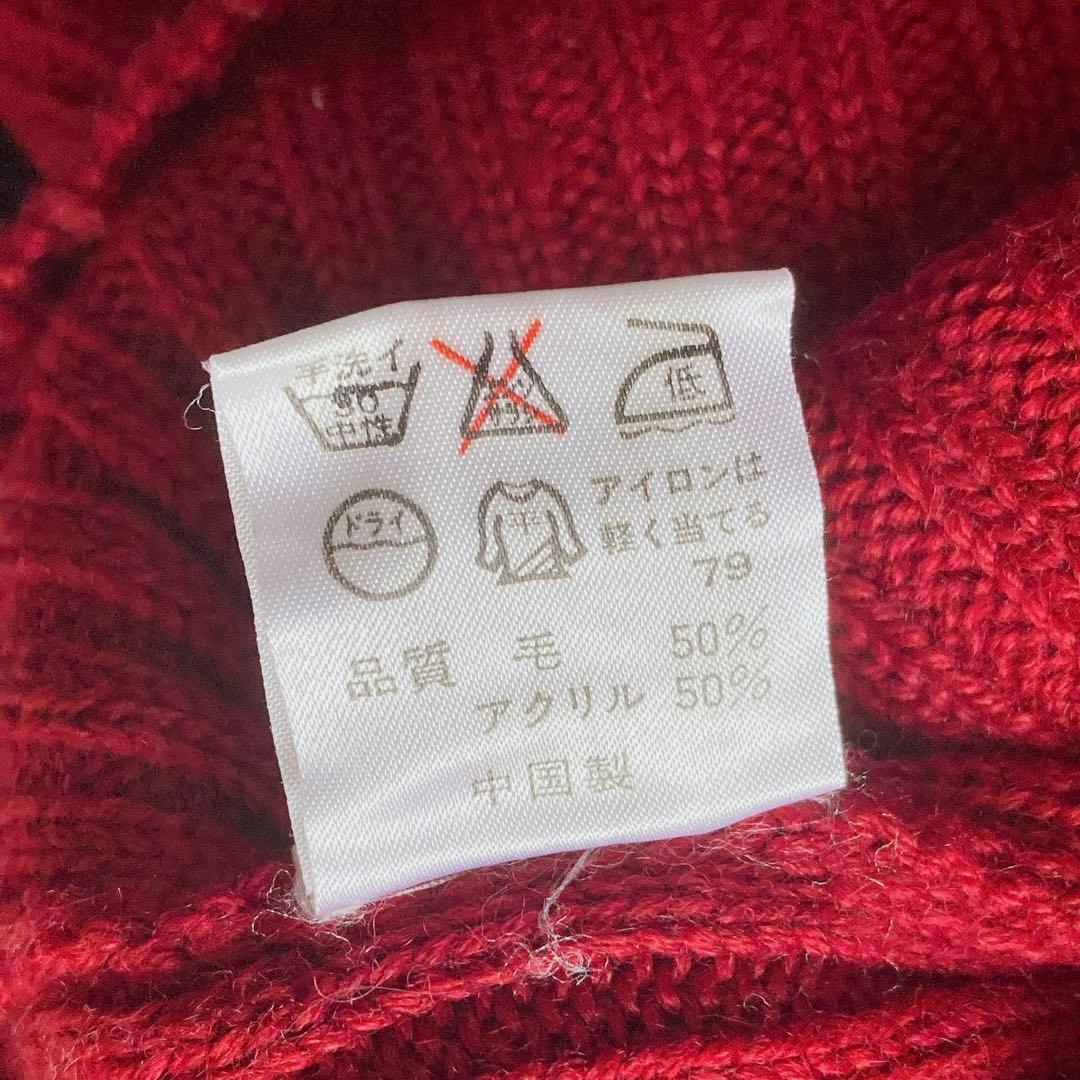 手洗イ
30
中性
低
ドライ
平
アイロンは
軽く当てる
79
品質 毛 50%
アクリル 50%
中国製